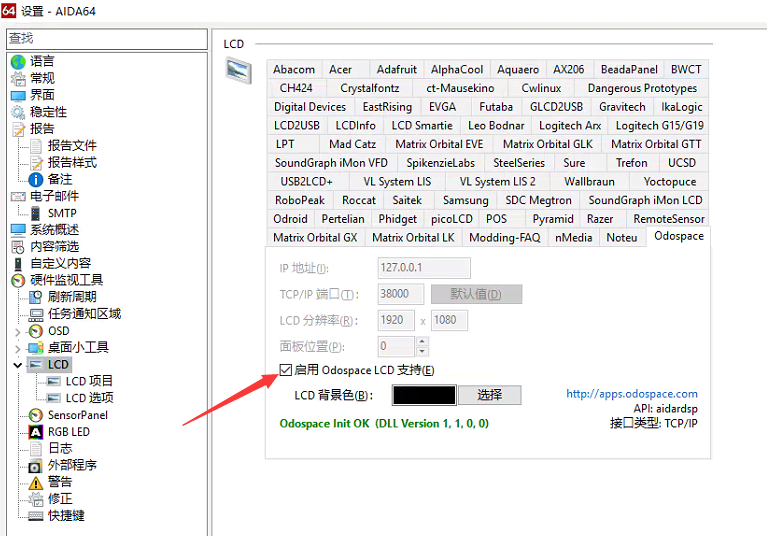 64 设置 - AIDA64
查找
语言
常规
界面
稳定性
报告
报告文件
报告样式
备注
电子邮件
SMTP
系统概述
内容筛选
自定义内容
硬件监视工具
刷新周期
任务通知区域
OSD
桌面小工具
LCD
LCD 项目
LCD 选项
SensorPanel
A RGB LED
日志
外部程序
警告
修正
快捷键
LCD
Abacom Acer Adafruit AlphaCool Aquaero AX206 BeadaPanel BWCT
CH424 Crystalfontz ct-Mausekino Cwlinux Dangerous Prototypes
Digital Devices EastRising EVGA Futaba GLCD2USB Gravitech IkaLogic
LCD2USB LCDInfo LCD Smartie Leo Bodnar Logitech Arx Logitech G15/G19
LPT Mad Catz Matrix Orbital EVE Matrix Orbital GLK Matrix Orbital GTT
SoundGraph iMon VFD SpikenzieLabs SteelSeries Sure Trefon UCSD
USB2LCD+ VL System LIS VL System LIS 2 Wallbraun Yoctopuce
RoboPeak Roccat Saitek Samsung SDC Megtron SoundGraph iMon LCD
Odroid Pertelian Phidget picoLCD POS Pyramid Razer RemoteSensor
Matrix Orbital GX Matrix Orbital LK Modding-FAQ nMedia Noteu Odospace
IP 地址(I): 127.0.0.1
TCP/IP 端口(T): 38000 默认值(D)
LCD 分辨率(R): 1920 x 1080
面板位置(P): 0
启用 Odospace LCD 支持(E)
LCD 背景色(B): 选择
http://apps.odospace.com
API: aidardsp
Odospace Init OK (DLL Version 1, 1, 0, 0) 接口类型: TCP/IP